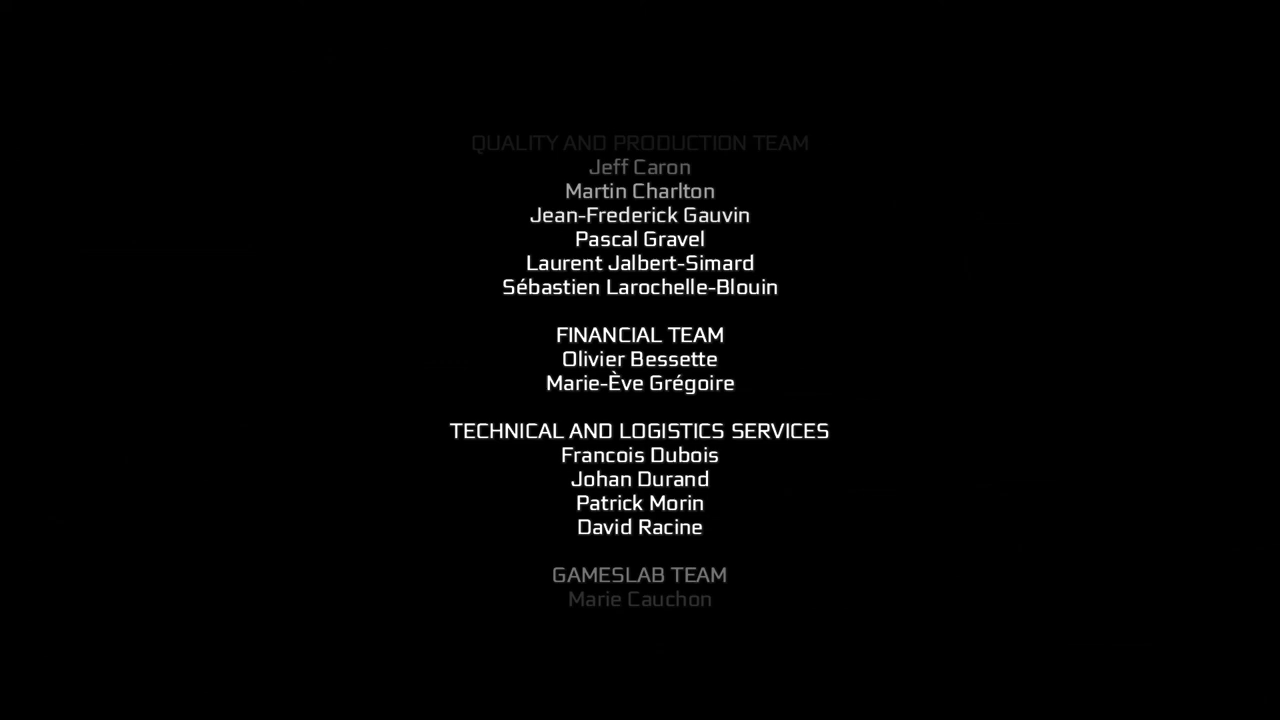 QUALITY AND PRODUCTION TEAM
Jeff Caron
Martin Charlton
Jean-Frederick Gauvin
Pascal Gravel
Laurent Jalbert-Simard
Sébastien Larochelle-Blouin
FINANCIAL TEAM
Olivier Bessette
Marie-Ève Grégoire
TECHNICAL AND LOGISTICS SERVICES
Francois Dubois
Johan Durand
Patrick Morin
David Racine
GAMESLAB TEAM
Marie Cauchon